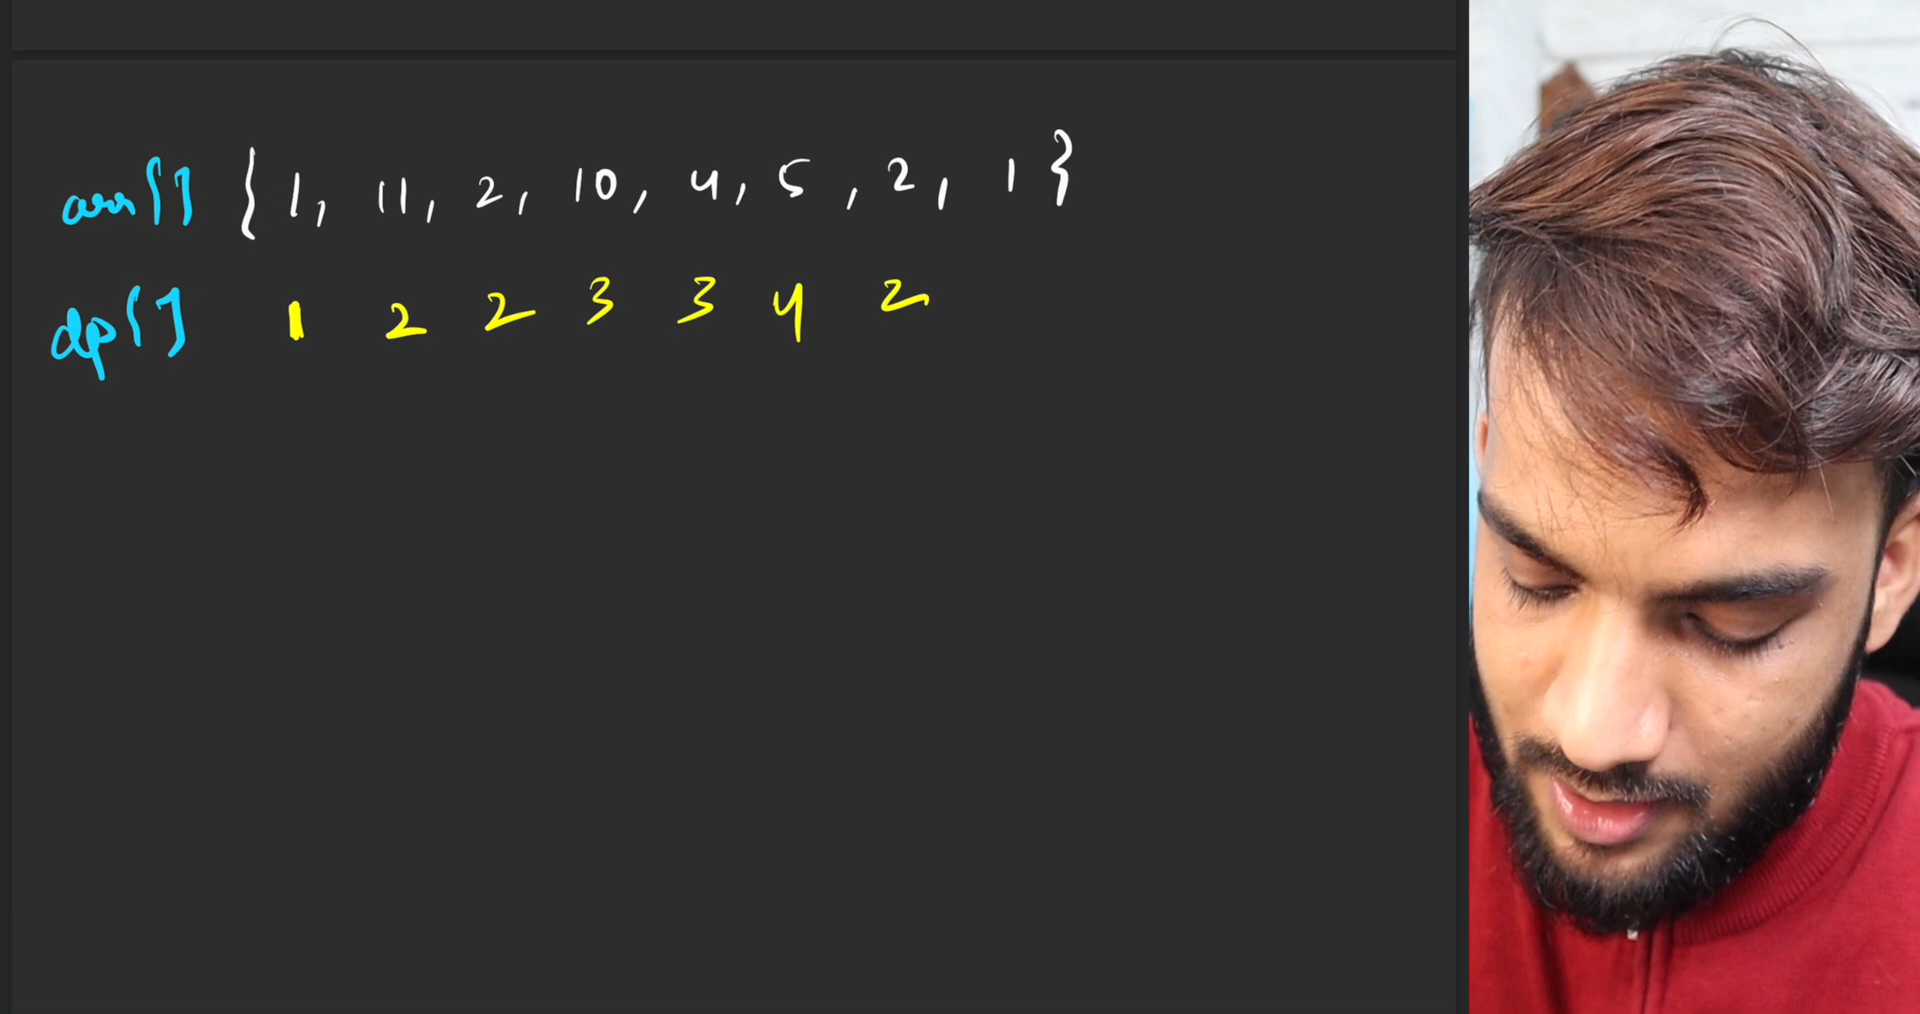 arr[] {1, 11, 2, 10, 4, 5, 2, 1}
dp[] 1 2 2 3 3 4 2